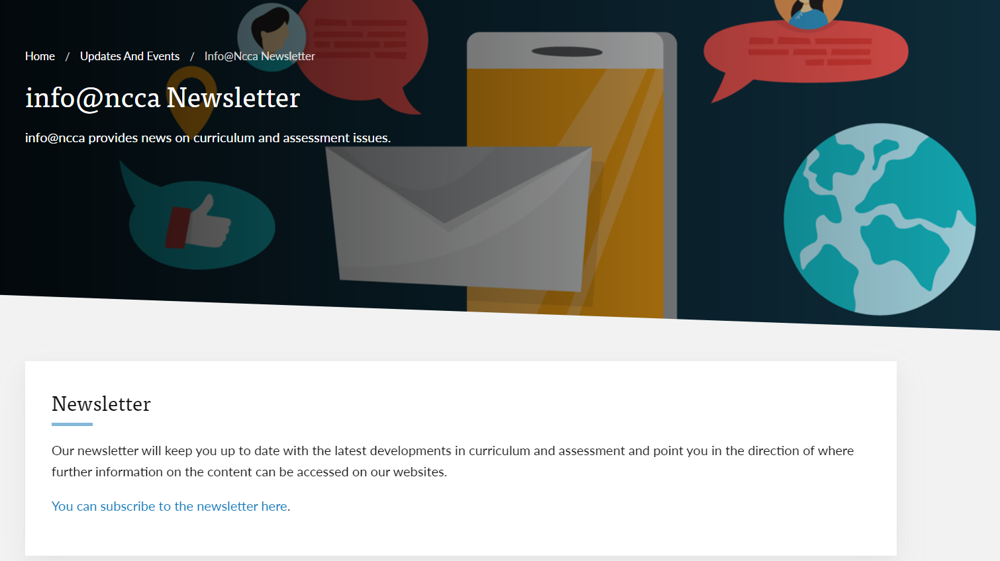 Home / Updates And Events / Info@Ncca Newsletter
info@ncca Newsletter
info@ncca provides news on curriculum and assessment issues.
Newsletter
Our newsletter will keep you up to date with the latest developments in curriculum and assessment and point you in the direction of where
further information on the content can be accessed on our websites.
You can subscribe to the newsletter here.